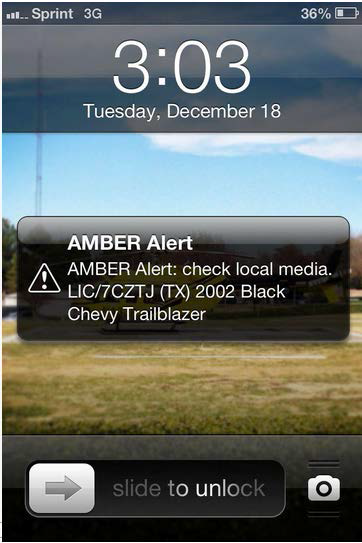 Sprint 3G 36%
3:03
Tuesday, December 18
AMBER Alert
AMBER Alert: check local media.
LIC/7CZTJ (TX) 2002 Black
Chevy Trailblazer
slide to unlock